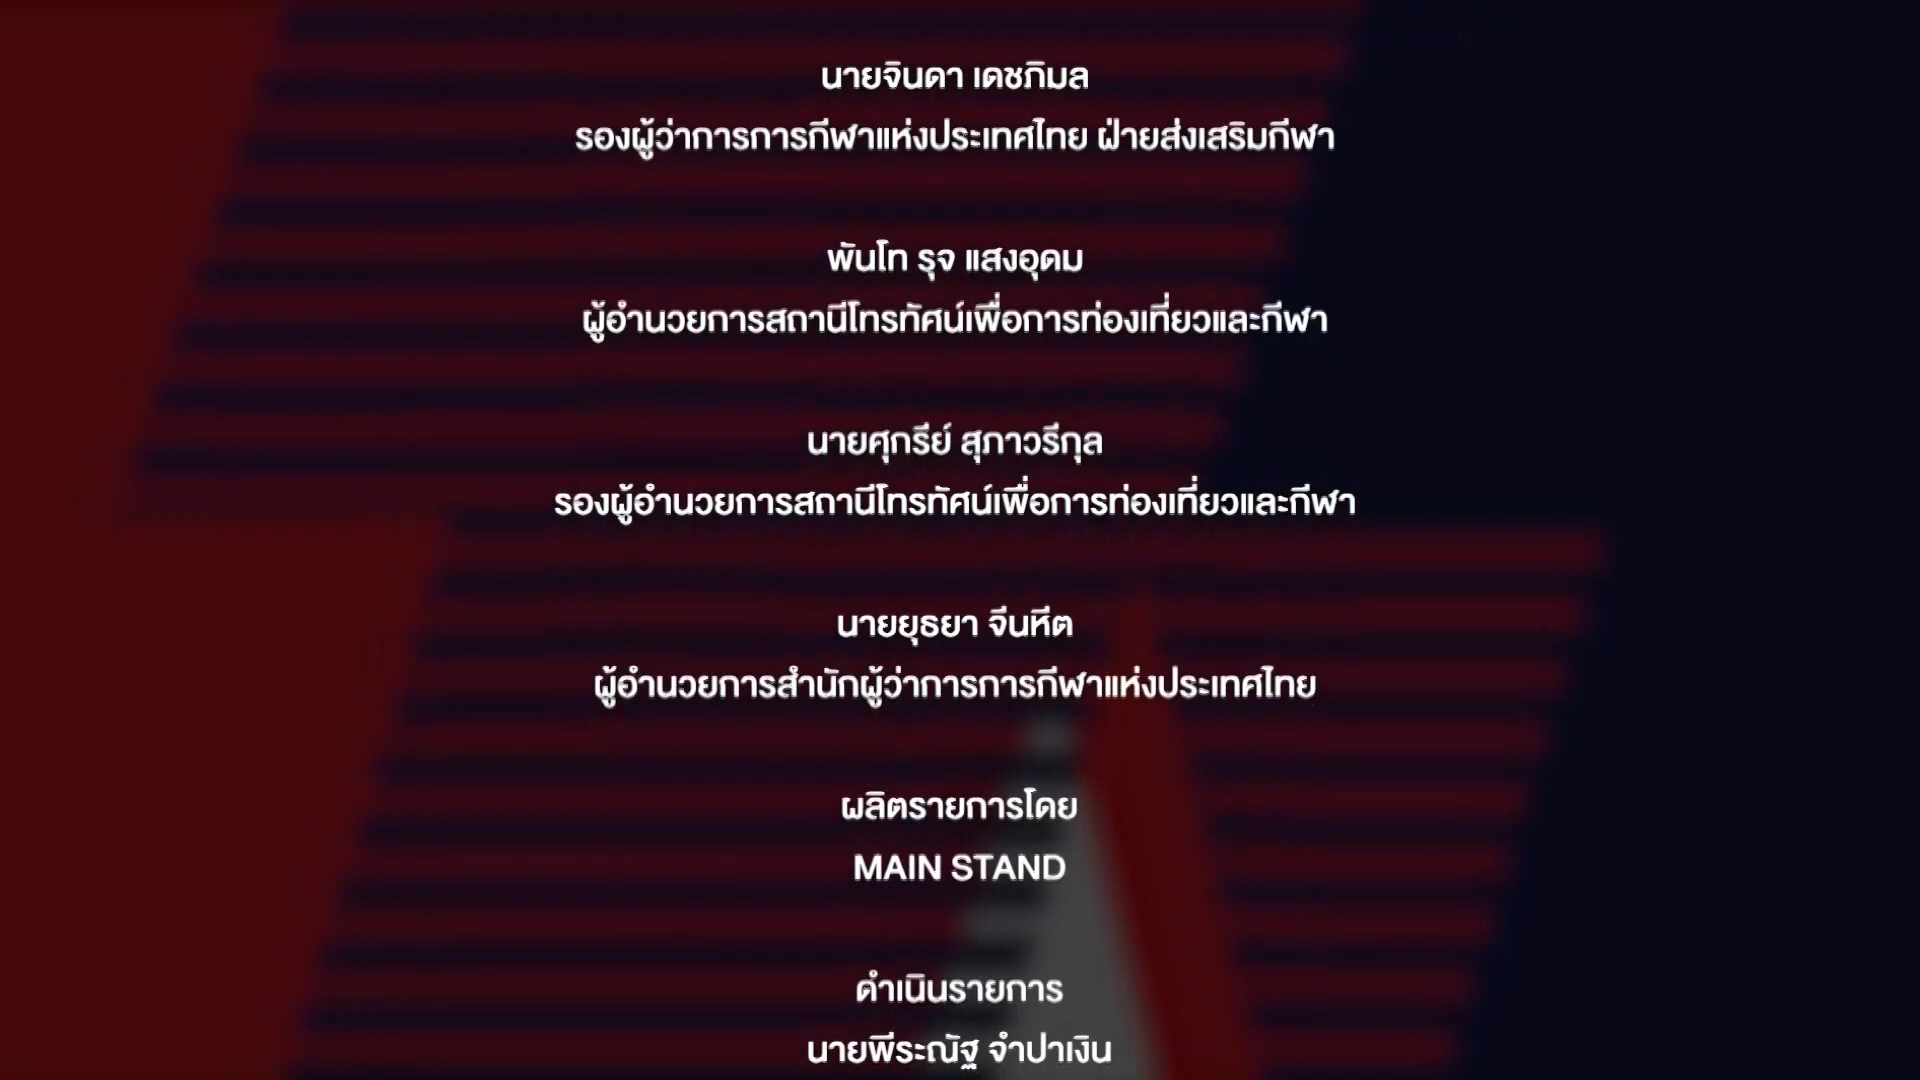 นายจินดา เดชภิมล
รองผู้ว่าการการกีฬาแห่งประเทศไทย ฝ่ายส่งเสริมกีฬา
พันโท รุจ แสงอุดม
ผู้อำนวยการสถานีโทรทัศน์เพื่อการท่องเที่ยวและกีฬา
นายศุกรีย์ สุภาวรีกุล
รองผู้อำนวยการสถานีโทรทัศน์เพื่อการท่องเที่ยวและกีฬา
นายยุธยา จีนหีต
ผู้อำนวยการสำนักผู้ว่าการการกีฬาแห่งประเทศไทย
ผลิตรายการโดย
MAIN STAND
ดำเนินรายการ
นายพีระณัฐ จำปาเงิน